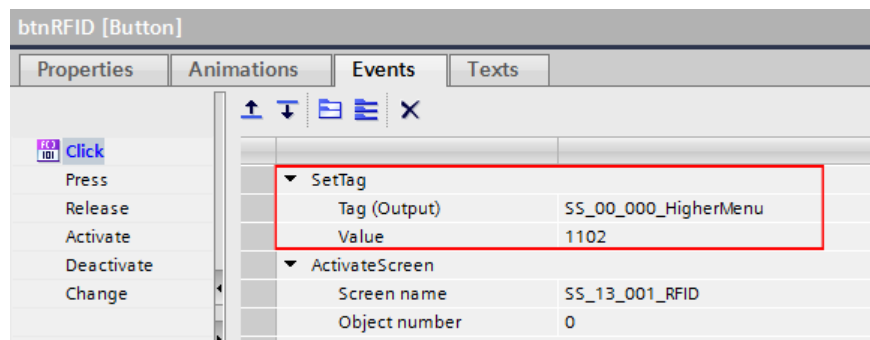 btnRFID [Button]
Properties Animations Events Texts
Click
Press
Release
Activate
Deactivate
Change
SetTag
Tag (Output) SS_00_000_HigherMenu
Value 1102
ActivateScreen
Screen name SS_13_001_RFID
Object number 0